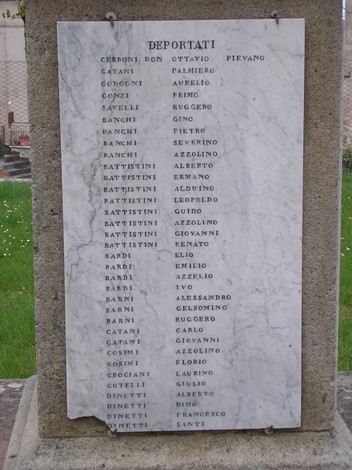 DEPORTATI
CERBONI DON OTTAVIO PIEVANO
CATANI PALMIERO
GODOGNI AURELIO
GONZI PRIMO
SAVELLI RUGGERO
BANCHI GINO
BANCHI PIETRO
BANCHI SEVERINO
BANCHI AZZOLINO
BATTISTINI ALBERTO
BATTISTINI ERMANO
BATTISTINI ALDUINO
BATTISTINI LEOPOLDO
BATTISTINI GUIDO
BATTISTINI AZZOLINO
BATTISTINI GIOVANNI
BATTISTINI RENATO
BARDI ELIO
BARDI EMILIO
BARDI AZZELIO
BARDI IVO
BARNI ALESSANDRO
BARNI GELSOMINO
BARNI RUGGERO
CATANI CARLO
CATANI GIOVANNI
COSIMI AZZOLINO
COSIMI FLORIO
CROCIANI LAURINO
CUTELLI GIULIO
DINETTI ALBERTO
DINETTI DINO
DINETTI FRANCESCO
DINETTI SANTI